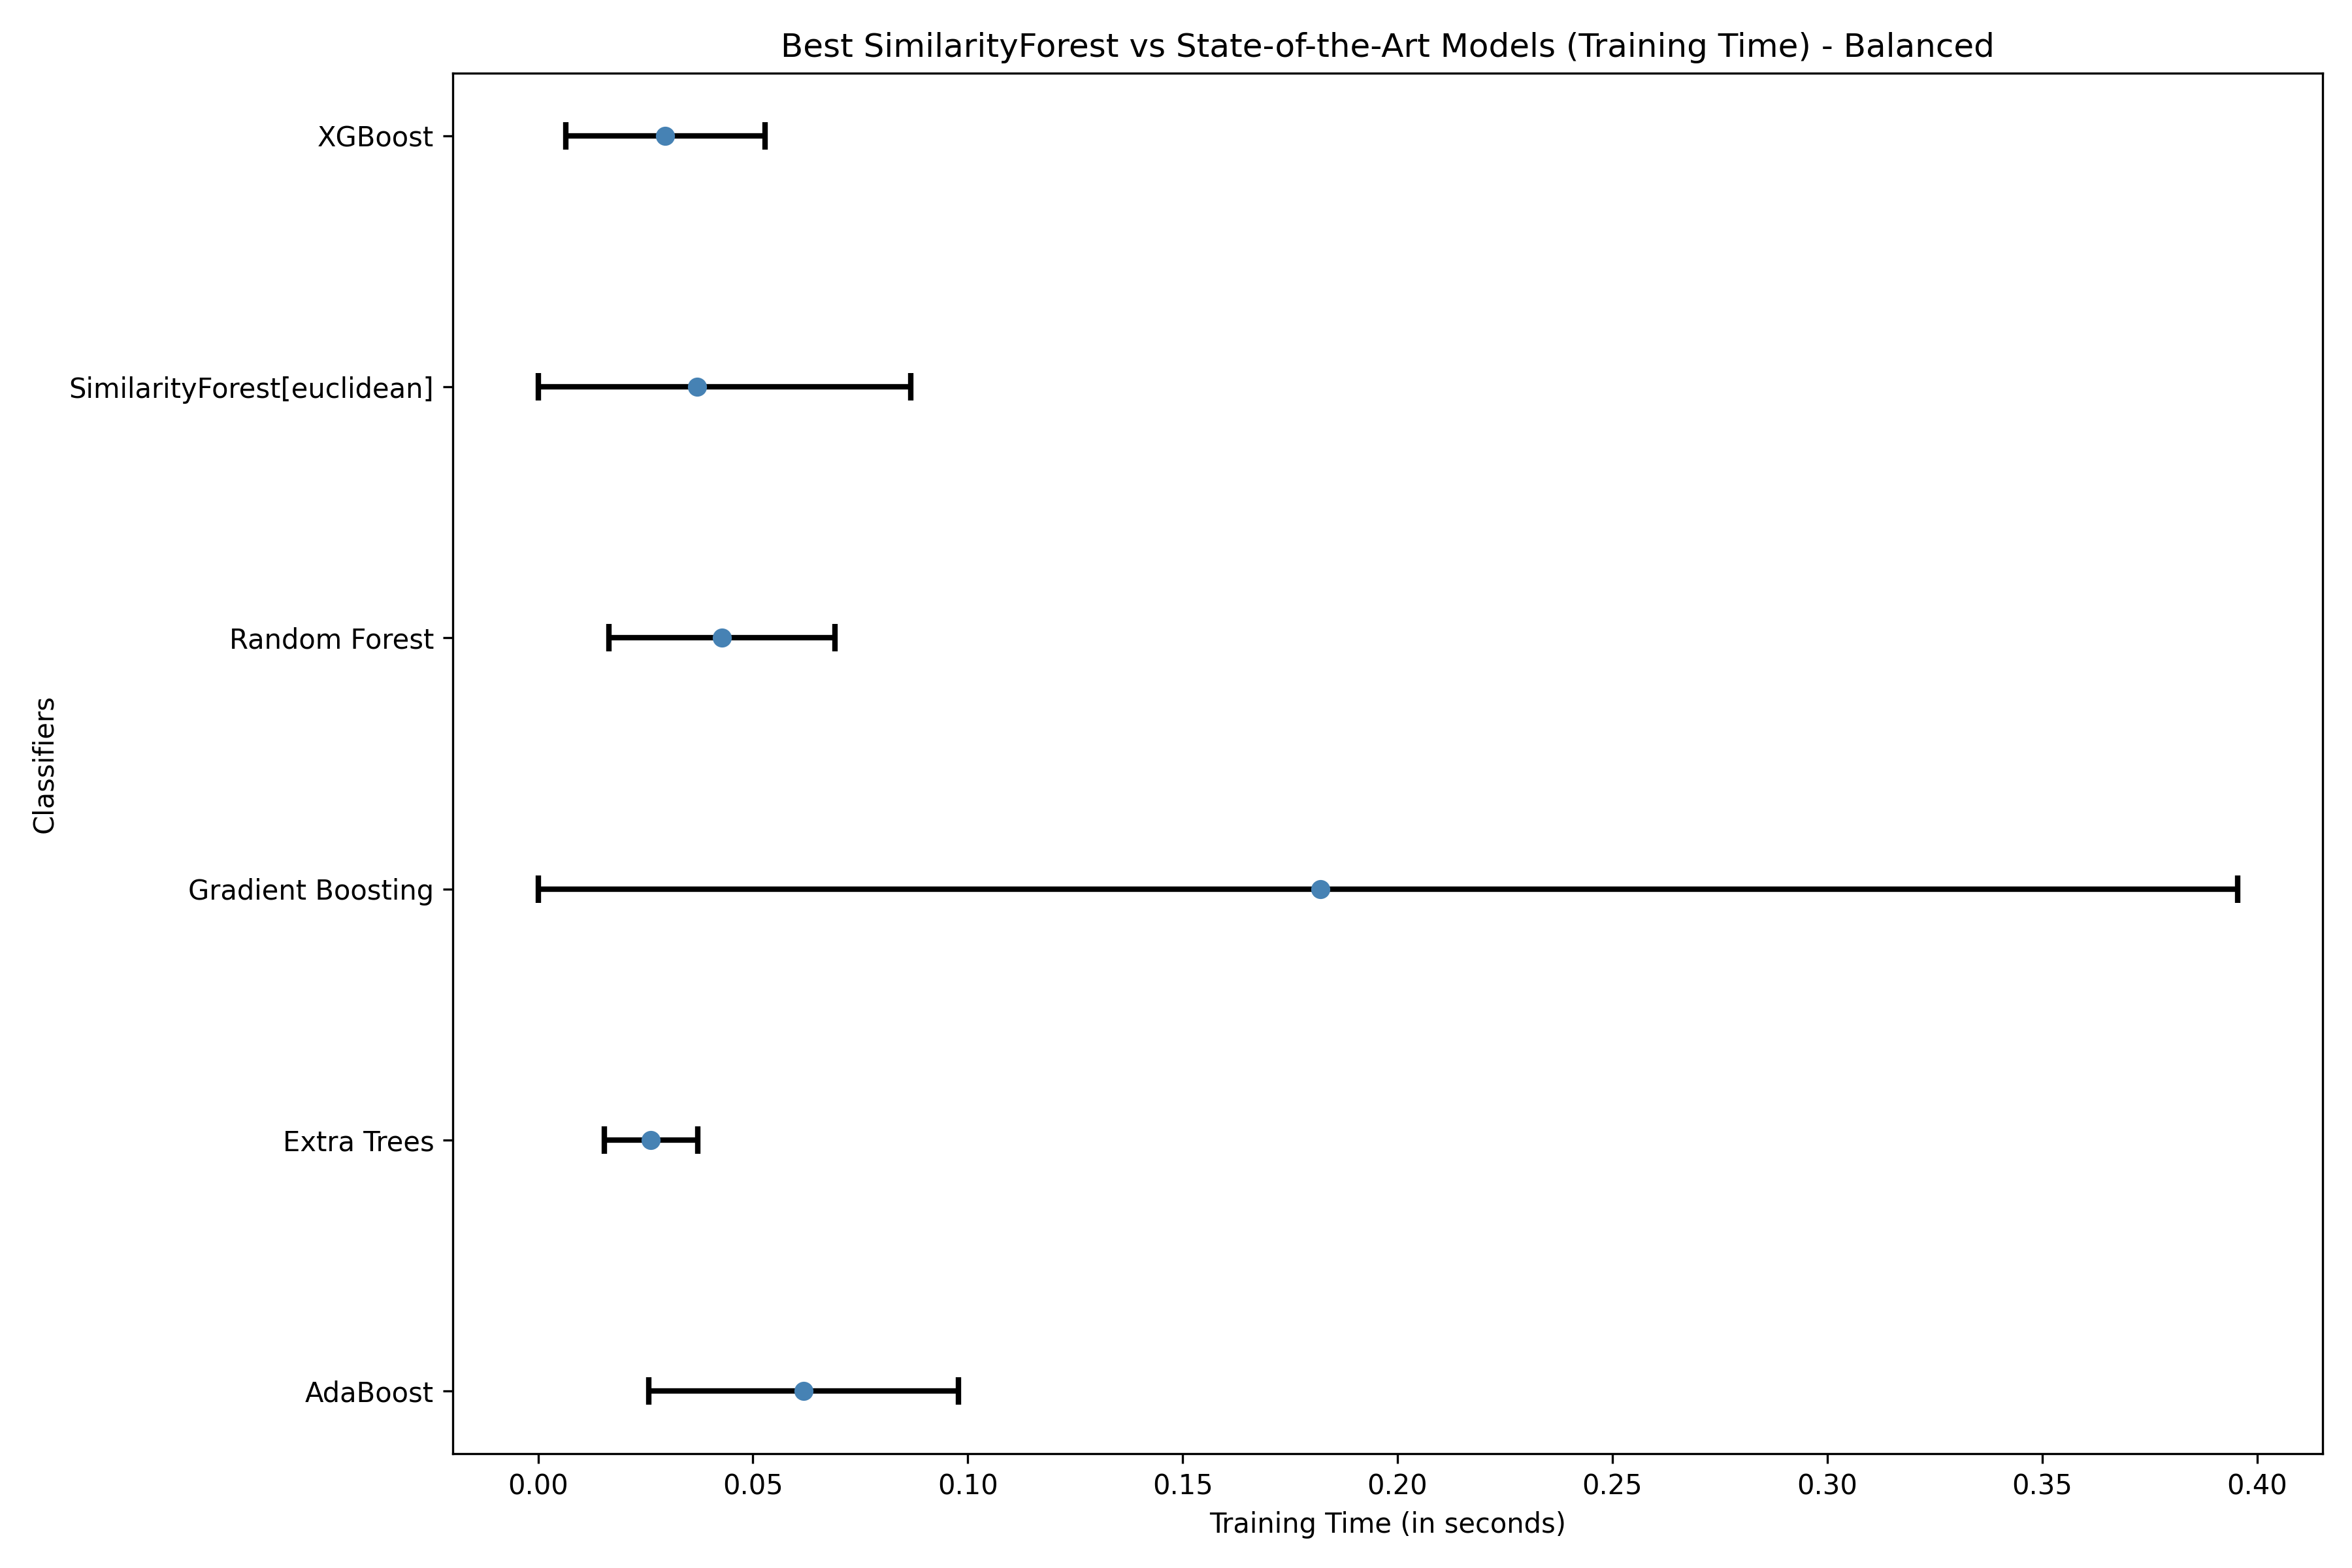 Best SimilarityForest vs State-of-the-Art Models (Training Time) - Balanced
XGBoost
SimilarityForest[euclidean]
Random Forest
Gradient Boosting
Extra Trees
AdaBoost
Classifiers
0.00 0.05 0.10 0.15 0.20 0.25 0.30 0.35 0.40
Training Time (in seconds)